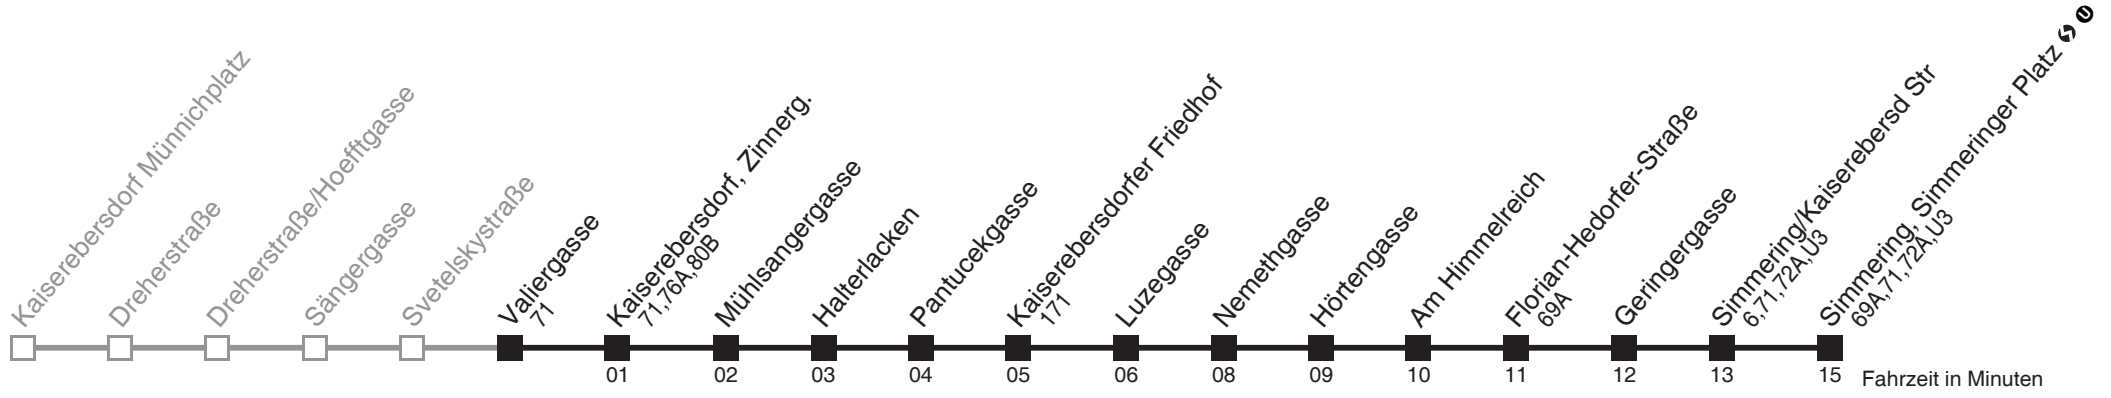 Kaiserebersdorf Münnichplatz
Dreherstraße
Dreherstraße/Hoefftgasse
Sängergasse
Svetelskystraße
Valiergasse
71
Kaiserebersdorf, Zinnerg.
71,76A,80B
Mühlsangergasse
Halterlacken
Pantucekgasse
Kaiserebersdorfer Friedhof
171
Luzegasse
Nemethgasse
Hörtengasse
Am Himmelreich
Florian-Hedorfer-Straße
69A
Geringergasse
Simmering/Kaiserebersd Str
6,71,72A,U3
Simmering, Simmeringer Platz S U
69A,71,72A,U3
01 02 03 04 05 06 08 09 10 11 12 13 15 Fahrzeit in Minuten